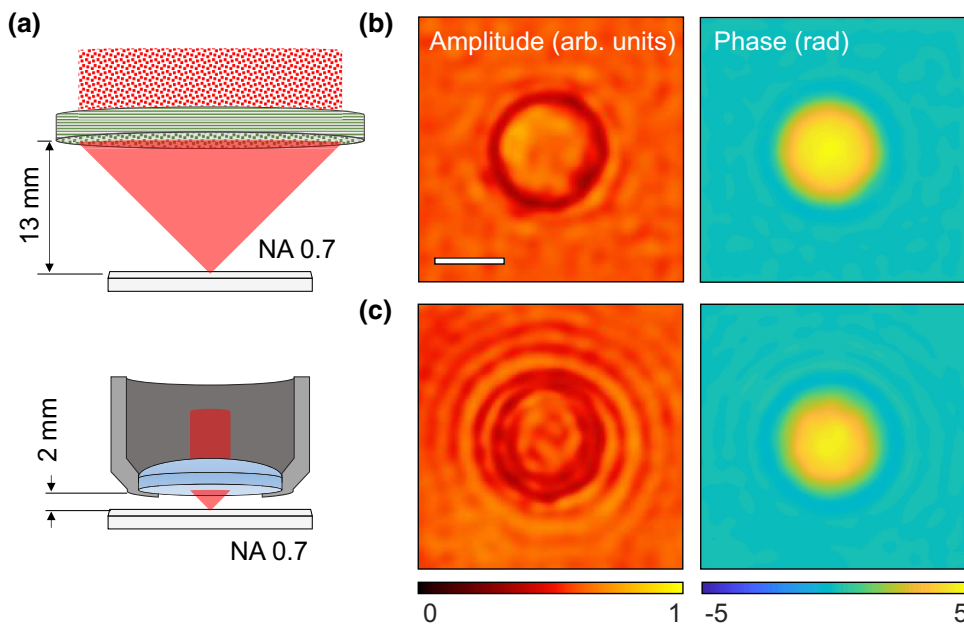 (a)
13 mm
NA 0.7
2 mm
NA 0.7
(b)
Amplitude (arb. units)
Phase (rad)
(c)
0
1
-5
5